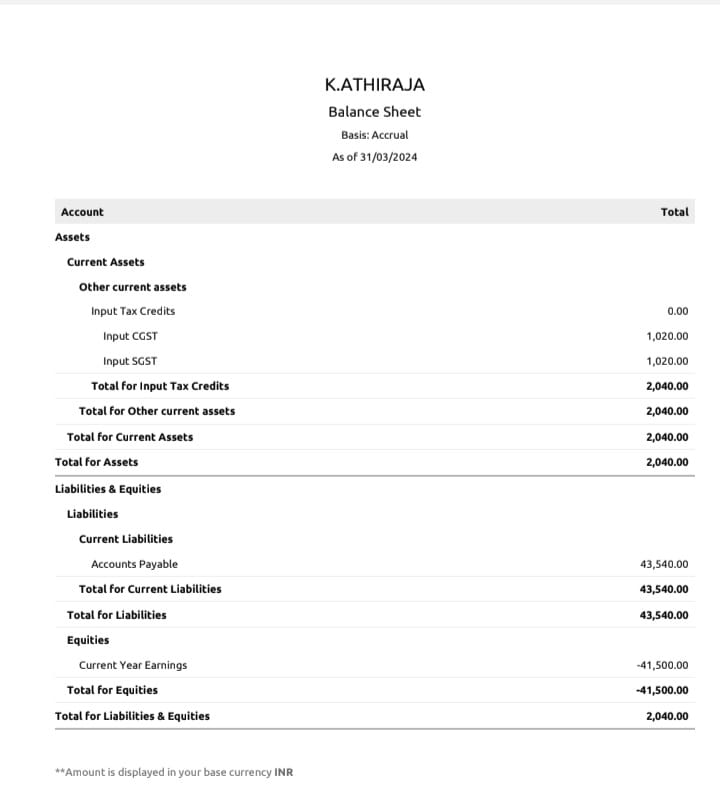 K.ATHIRAJA
Balance Sheet
Basis: Accrual
As of 31/03/2024
Account Total
Assets
Current Assets
Other current assets
Input Tax Credits 0.00
Input CGST 1,020.00
Input SGST 1,020.00
Total for Input Tax Credits 2,040.00
Total for Other current assets 2,040.00
Total for Current Assets 2,040.00
Total for Assets 2,040.00
Liabilities & Equities
Liabilities
Current Liabilities
Accounts Payable 43,540.00
Total for Current Liabilities 43,540.00
Total for Liabilities 43,540.00
Equities
Current Year Earnings -41,500.00
Total for Equities -41,500.00
Total for Liabilities & Equities 2,040.00
**Amount is displayed in your base currency INR